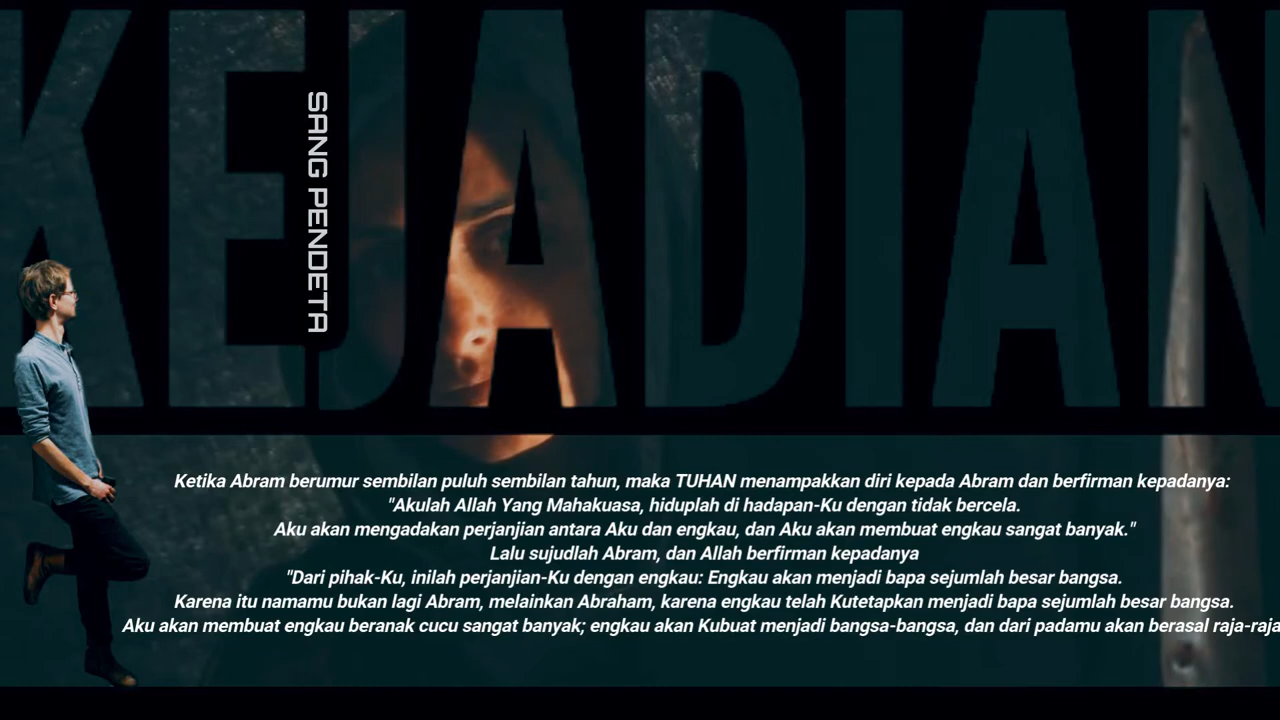 KEJADIAN
SANG PENDETA
Ketika Abram berumur sembilan puluh sembilan tahun, maka TUHAN menampakkan diri kepada Abram dan berfirman kepadanya:
"Akulah Allah Yang Mahakuasa, hiduplah di hadapan-Ku dengan tidak bercela.
Aku akan mengadakan perjanjian antara Aku dan engkau, dan Aku akan membuat engkau sangat banyak."
Lalu sujudlah Abram, dan Allah berfirman kepadanya
"Dari pihak-Ku, inilah perjanjian-Ku dengan engkau: Engkau akan menjadi bapa sejumlah besar bangsa.
Karena itu namamu bukan lagi Abram, melainkan Abraham, karena engkau telah Kutetapkan menjadi bapa sejumlah besar bangsa.
Aku akan membuat engkau beranak cucu sangat banyak; engkau akan Kubuat menjadi bangsa-bangsa, dan dari padamu akan berasal raja-raja